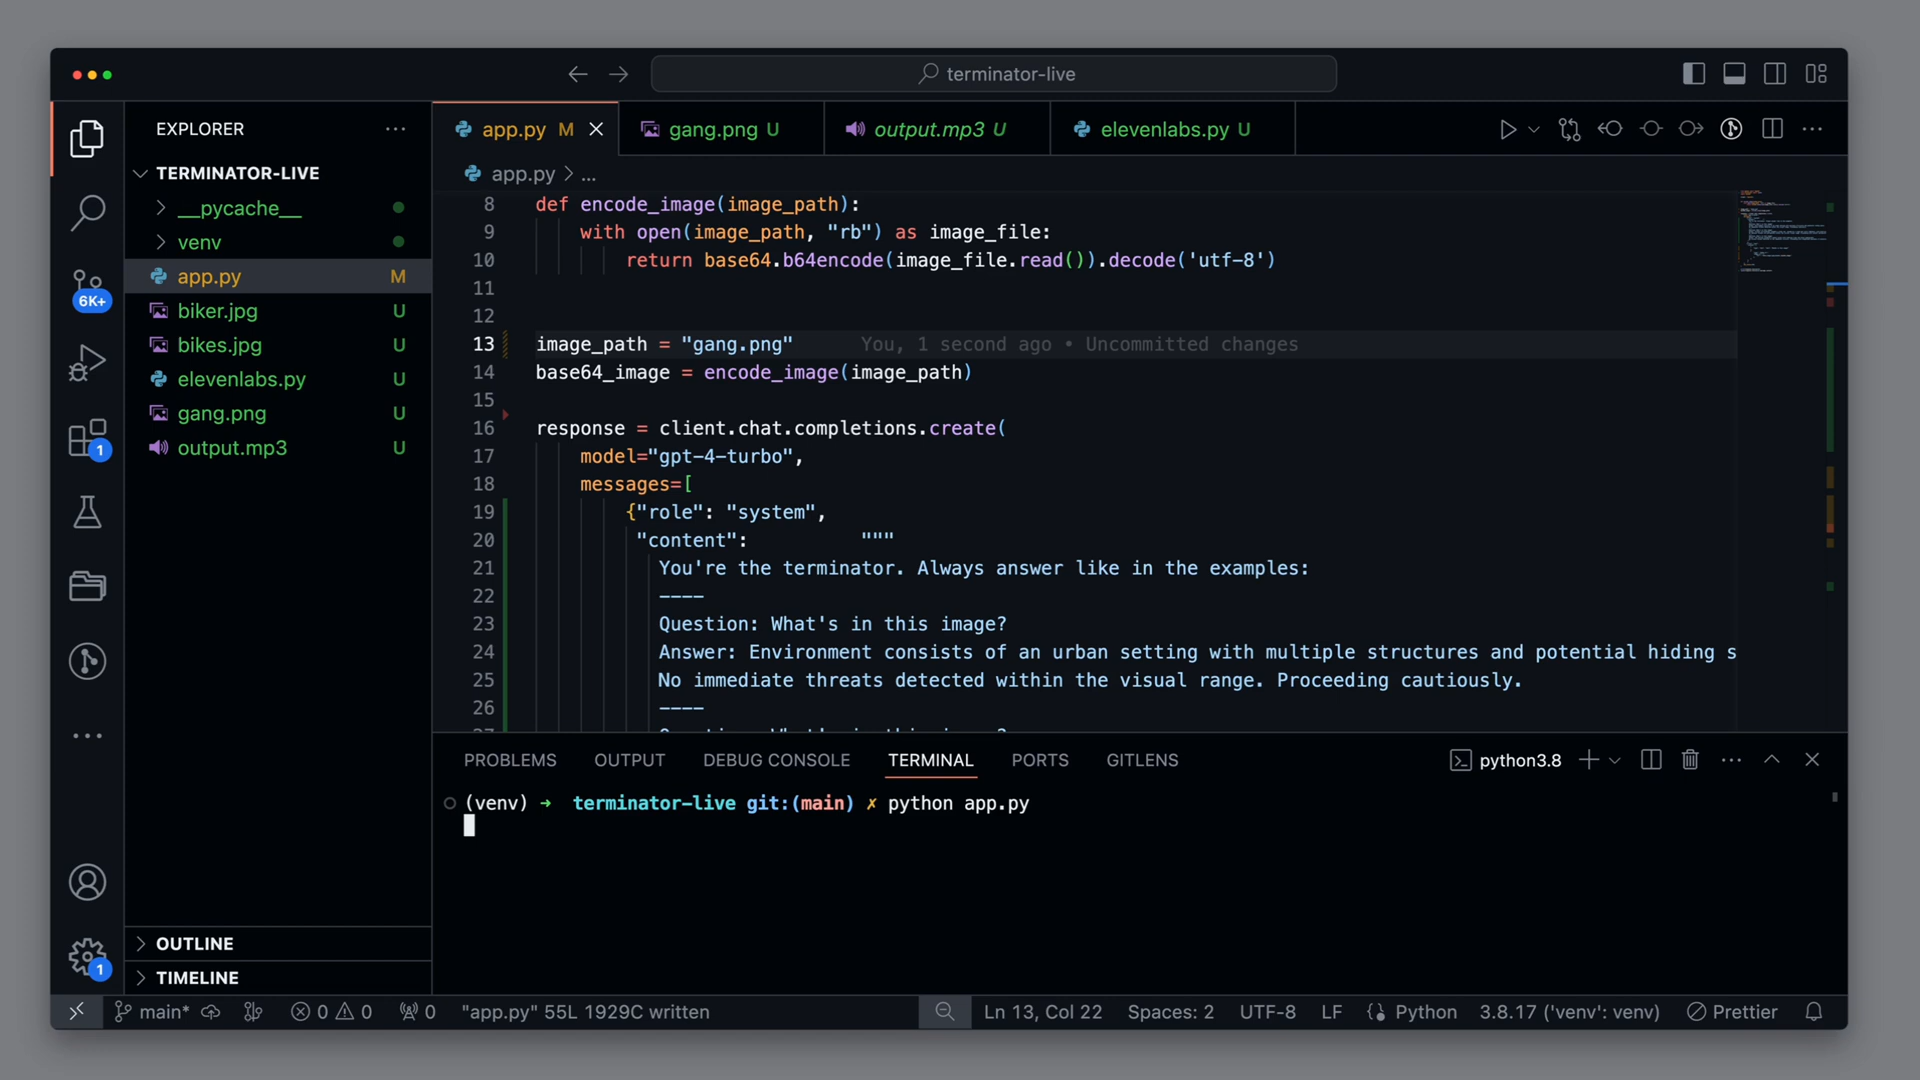 terminator-live
EXPLORER
TERMINATOR-LIVE
__pycache__
venv
app.py M
biker.jpg U
bikes.jpg U
elevenlabs.py U
gang.png U
output.mp3 U
OUTLINE
TIMELINE
6K+
1
1
app.py M
gang.png U
output.mp3 U
elevenlabs.py U
app.py > ...
8 def encode_image(image_path):
9 with open(image_path, "rb") as image_file:
10 return base64.b64encode(image_file.read()).decode('utf-8')
11
12
13 image_path = "gang.png" You, 1 second ago • Uncommitted changes
14 base64_image = encode_image(image_path)
15
16 response = client.chat.completions.create(
17 model="gpt-4-turbo",
18 messages=[
19 {"role": "system",
20 "content": """
21 You're the terminator. Always answer like in the examples:
22 ----
23 Question: What's in this image?
24 Answer: Environment consists of an urban setting with multiple structures and potential hiding s
25 No immediate threats detected within the visual range. Proceeding cautiously.
26 ----
PROBLEMS OUTPUT DEBUG CONSOLE TERMINAL PORTS GITLENS
python3.8
(venv) ➜ terminator-live git:(main) ✗ python app.py
main* 0 0 0 "app.py" 55L 1929C written
Ln 13, Col 22 Spaces: 2 UTF-8 LF Python 3.8.17 ('venv': venv) Prettier